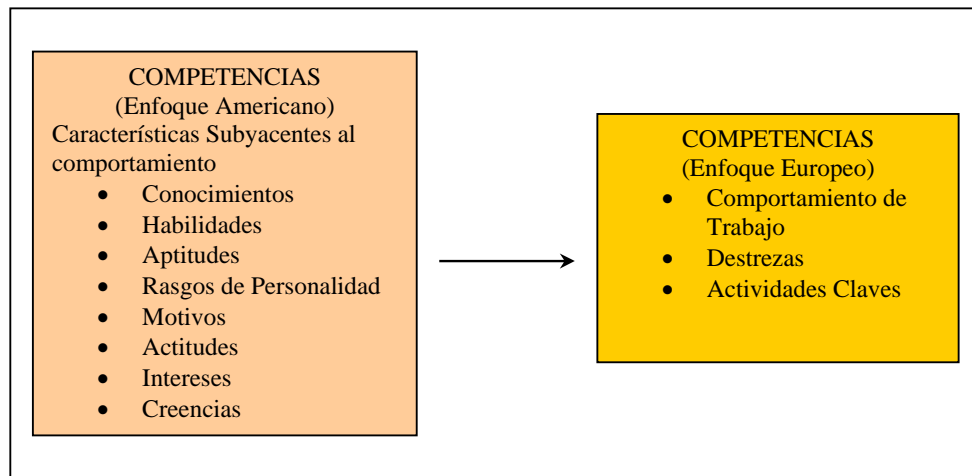 COMPETENCIAS
(Enfoque Americano)
Características Subyacentes al
comportamiento
• Conocimientos
• Habilidades
• Aptitudes
• Rasgos de Personalidad
• Motivos
• Actitudes
• Intereses
• Creencias
COMPETENCIAS
(Enfoque Europeo)
• Comportamiento de
Trabajo
• Destrezas
• Actividades Claves